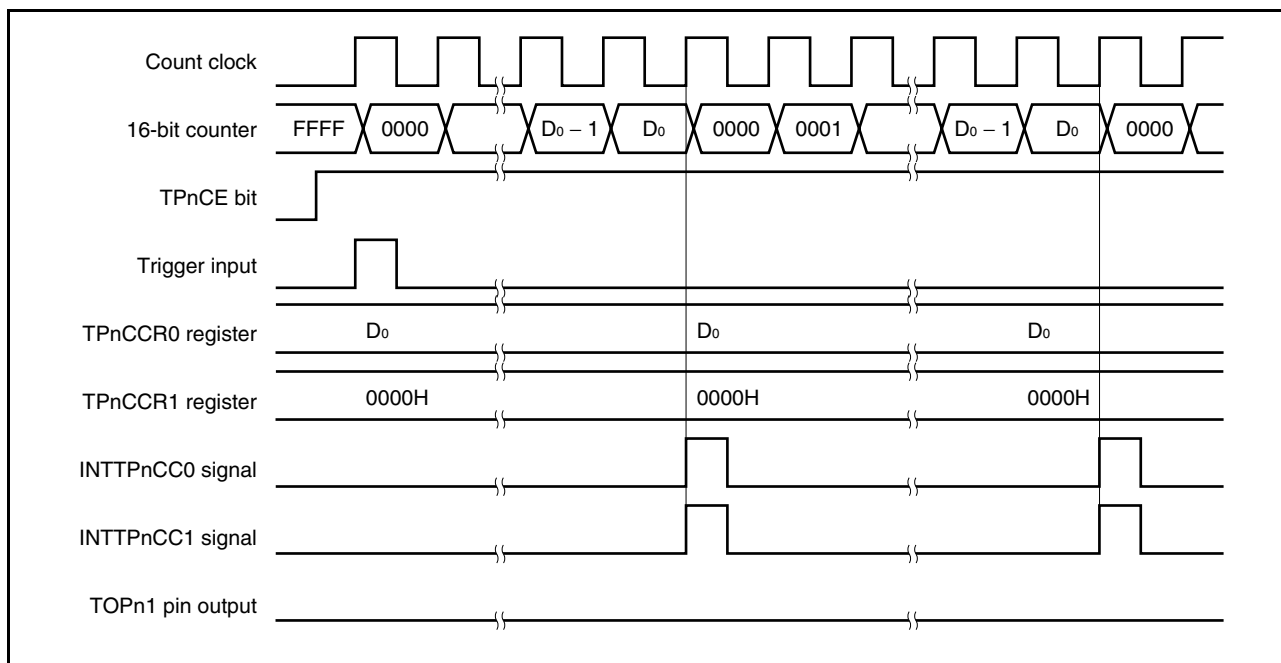 Count clock
16-bit counter FFFF 0000 D₀ − 1 D₀ 0000 0001 D₀ − 1 D₀ 0000
TPnCE bit
Trigger input
TPnCCR0 register D₀ D₀ D₀
TPnCCR1 register 0000H 0000H 0000H
INTTPnCC0 signal
INTTPnCC1 signal
TOPn1 pin output